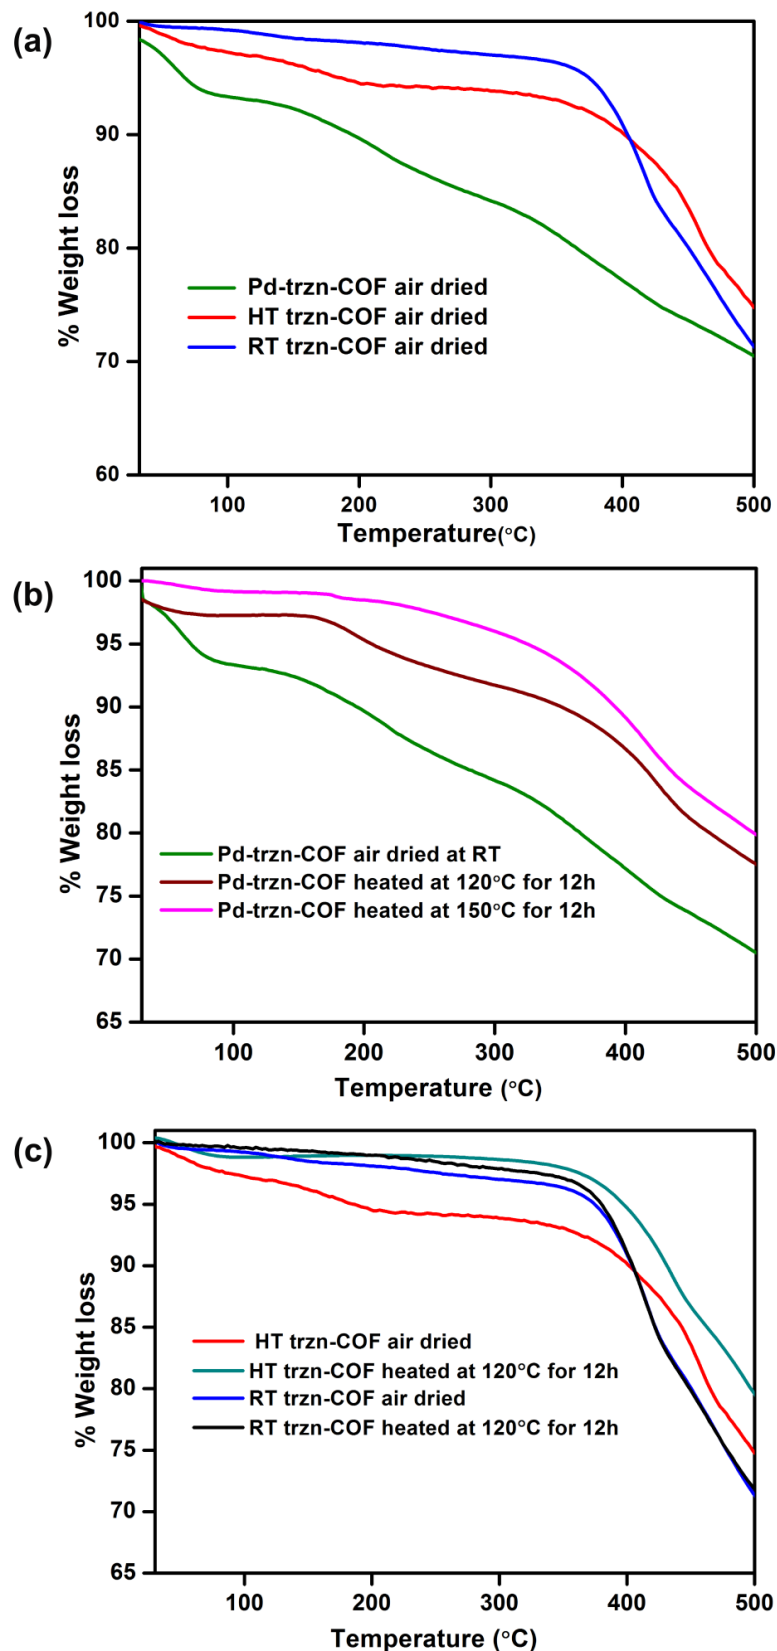 (a)
100
90
80
70
60
% Weight loss
Pd-trzn-COF air dried
HT trzn-COF air dried
RT trzn-COF air dried
100 200 300 400 500
Temperature(°C)
(b)
100
95
90
85
80
75
70
65
% Weight loss
Pd-trzn-COF air dried at RT
Pd-trzn-COF heated at 120°C for 12h
Pd-trzn-COF heated at 150°C for 12h
100 200 300 400 500
Temperature (°C)
(c)
100
95
90
85
80
75
70
65
% Weight loss
HT trzn-COF air dried
HT trzn-COF heated at 120°C for 12h
RT trzn-COF air dried
RT trzn-COF heated at 120°C for 12h
100 200 300 400 500
Temperature (°C)